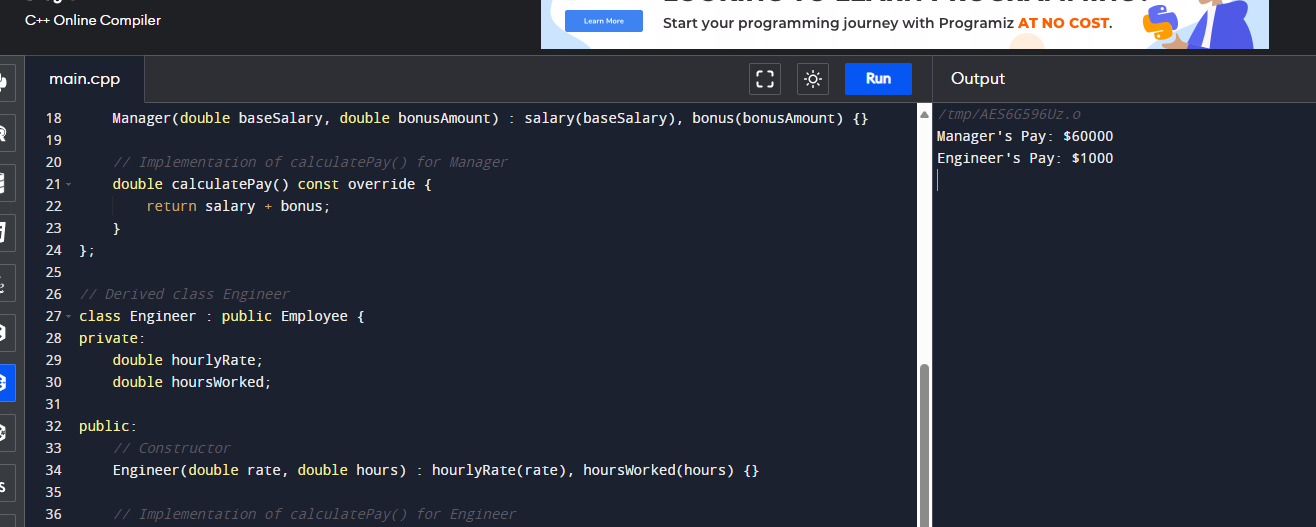 C++ Online Compiler
Learn More
Start your programming journey with Programiz AT NO COST.
main.cpp
Run
Output
18 Manager(double baseSalary, double bonusAmount) : salary(baseSalary), bonus(bonusAmount) {}
19
20 // Implementation of calculatePay() for Manager
21 double calculatePay() const override {
22 return salary + bonus;
23 }
24 };
25
26 // Derived class Engineer
27 class Engineer : public Employee {
28 private:
29 double hourlyRate;
30 double hoursWorked;
31
32 public:
33 // Constructor
34 Engineer(double rate, double hours) : hourlyRate(rate), hoursWorked(hours) {}
35
36 // Implementation of calculatePay() for Engineer
/tmp/AES6G596Uz.o
Manager's Pay: $60000
Engineer's Pay: $1000